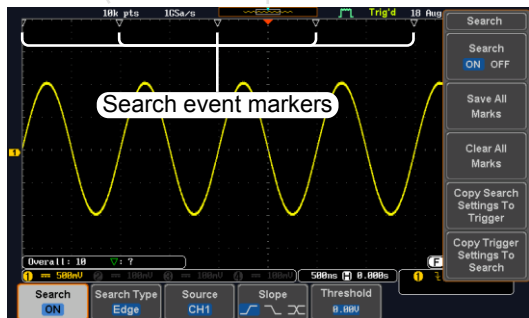 10k pts 1GSa/s Trig'd 18 Aug
Search
Search
ON OFF
Save All
Marks
Clear All
Marks
Copy Search
Settings To
Trigger
Copy Trigger
Settings To
Search
Search event markers
1
Overall: 10 ▽: ?
F
1 == 500mV 2 == 100mV 3 == 100mV 4 == 100mV 500ns H 0.000s 1
Search
ON
Search Type
Edge
Source
CH1
Slope
Threshold
0.00V